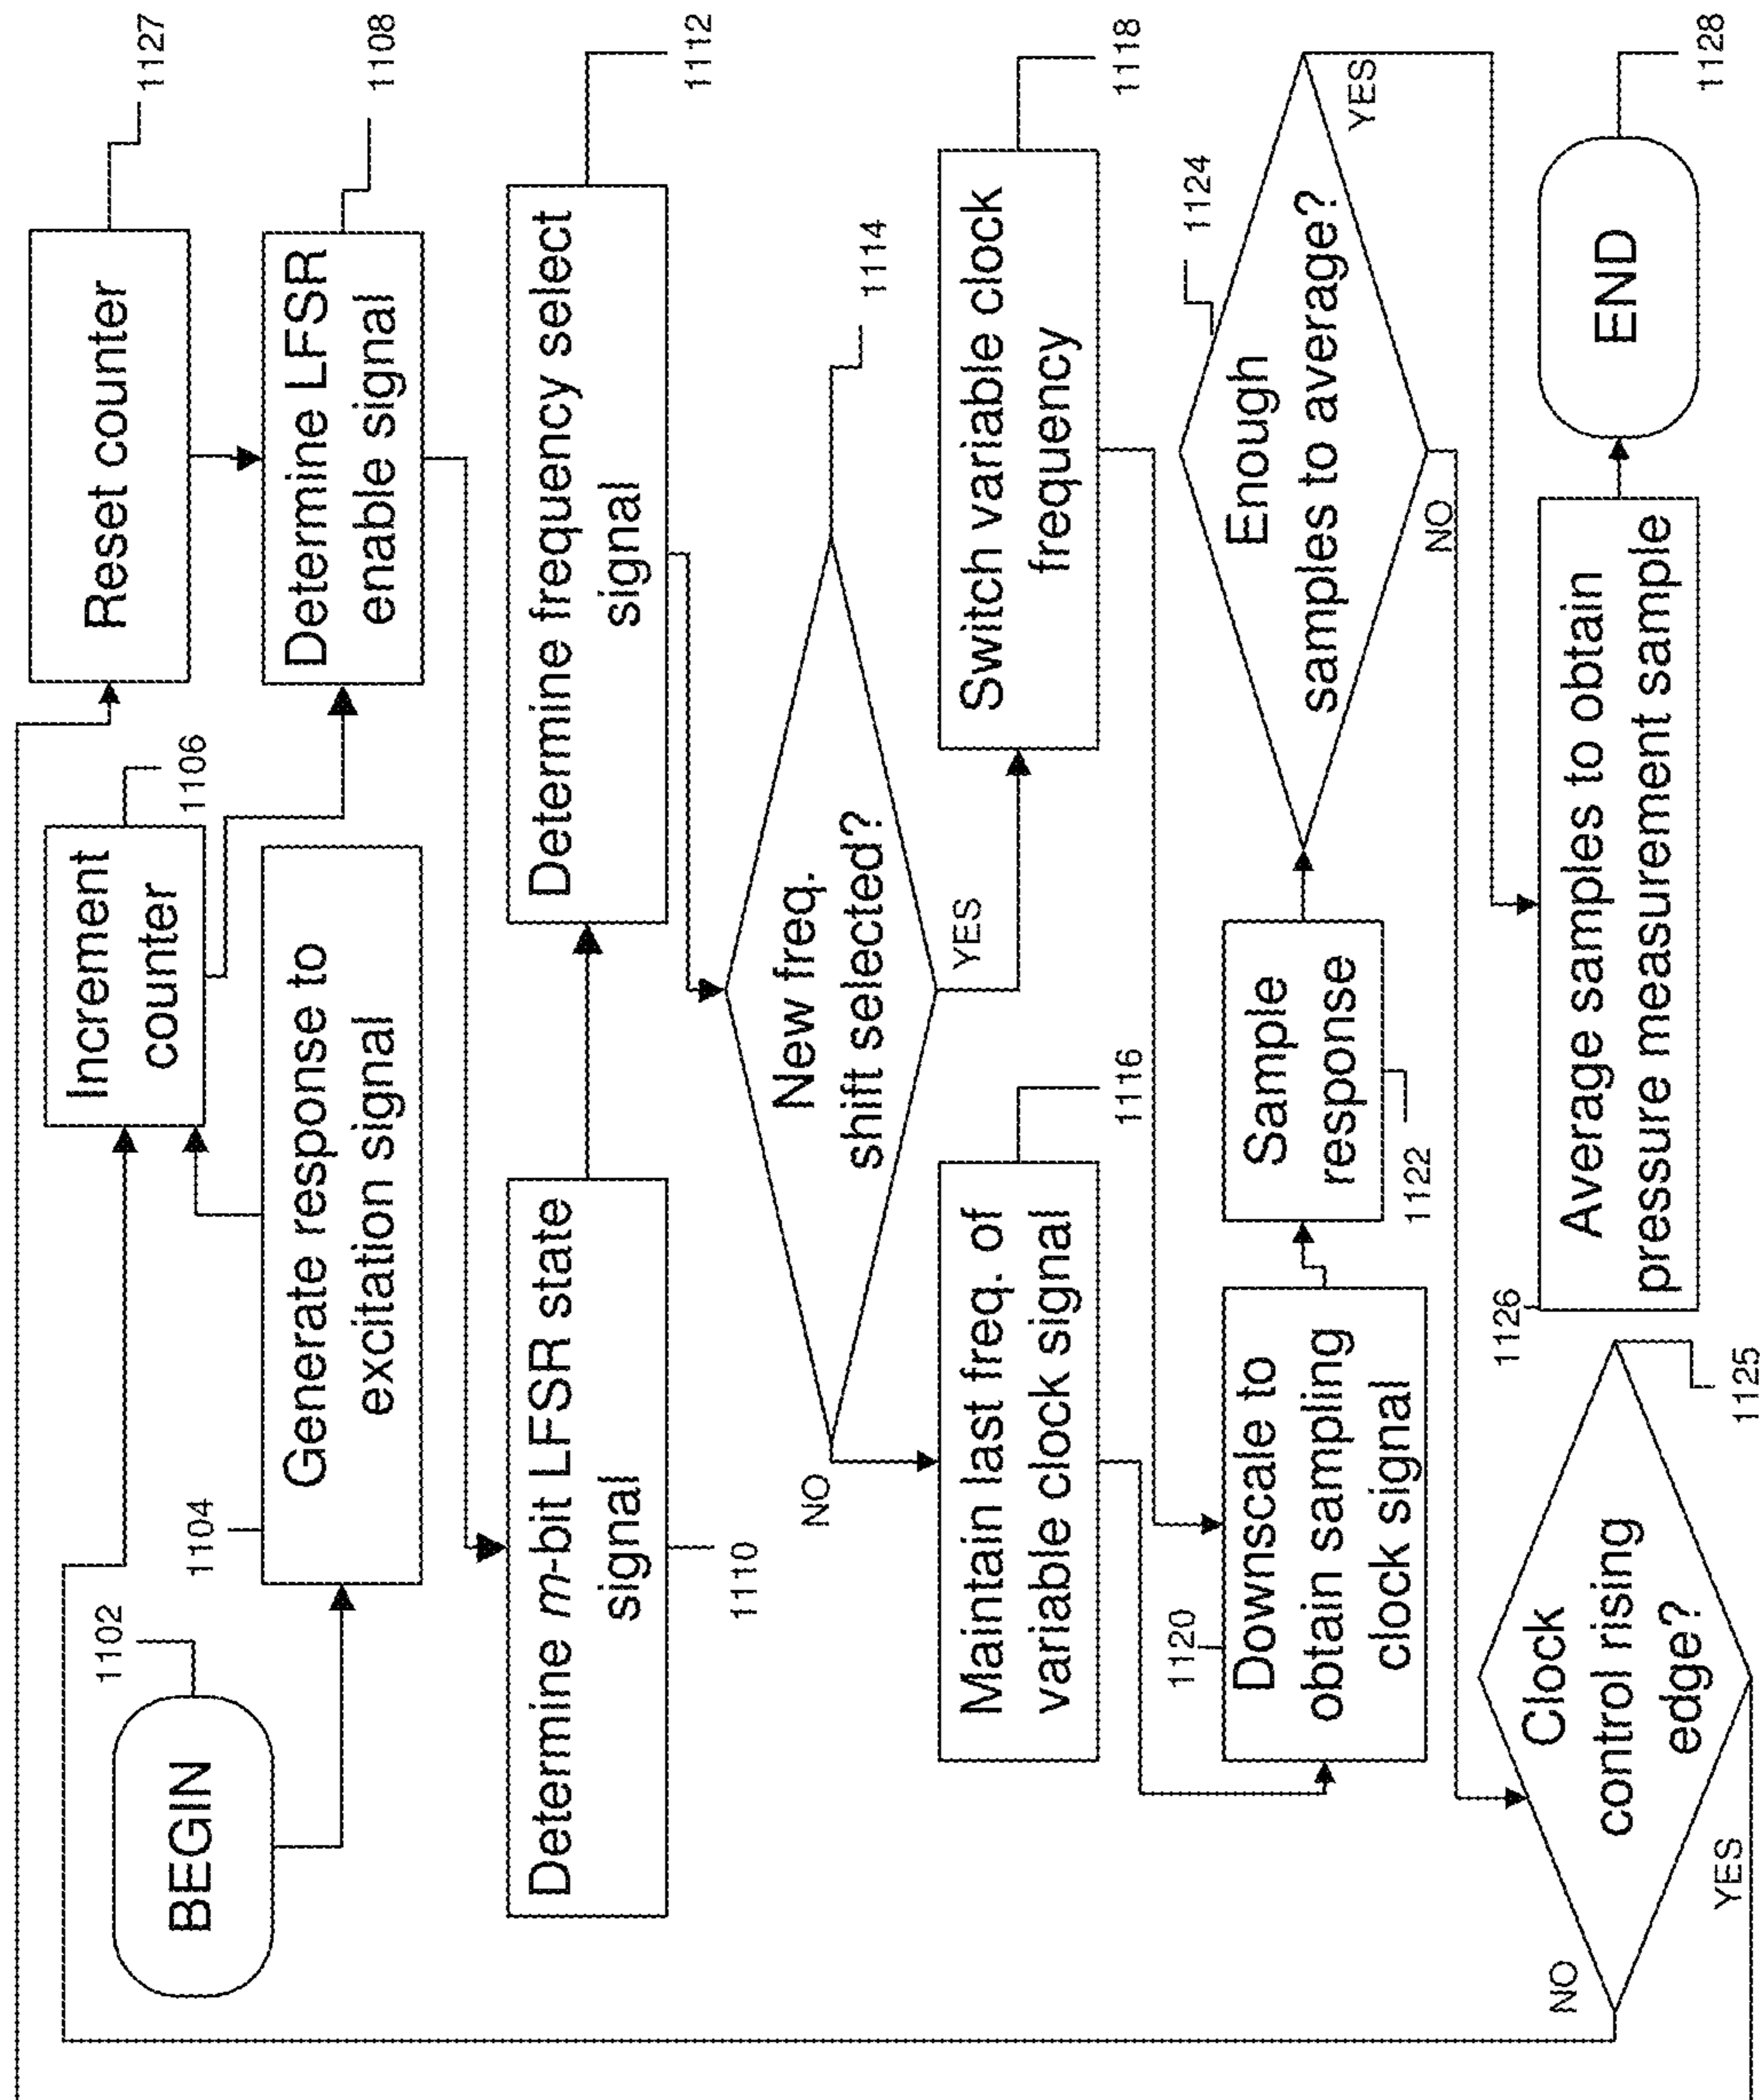 BEGIN
1102
1104
Generate response to
excitation signal
Increment
counter
1106
Reset counter
1127
Determine LFSR
enable signal
1108
Determine m-bit LFSR state
signal
1110
Determine frequency select
signal
1112
New freq.
shift selected?
1114
NO
YES
Maintain last freq. of
variable clock signal
1116
Switch variable clock
frequency
1118
1120
Downscale to
obtain sampling
clock signal
Sample
response
1122
Enough
samples to average?
1124
YES
NO
Clock
control rising
edge?
1125
NO
YES
1126
Average samples to obtain
pressure measurement sample
END
1128